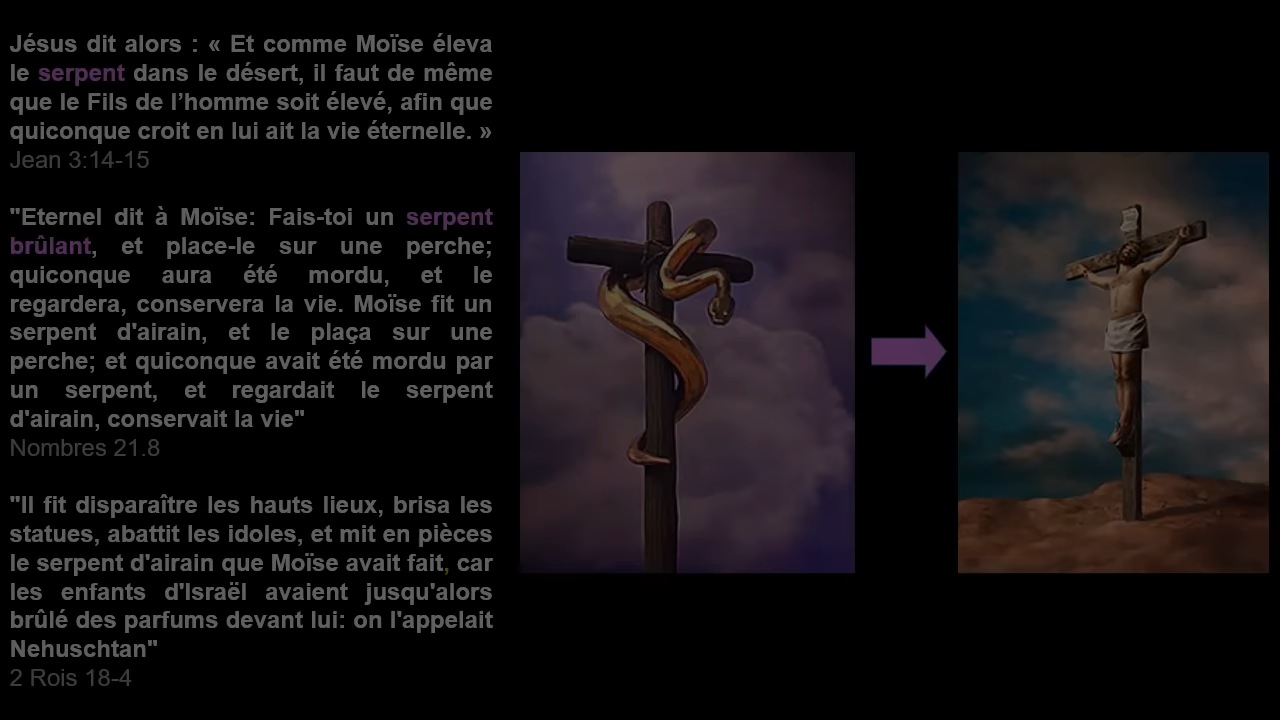 Jésus dit alors : « Et comme Moïse éleva
le serpent dans le désert, il faut de même
que le Fils de l’homme soit élevé, afin que
quiconque croit en lui ait la vie éternelle. »
Jean 3:14-15
"Eternel dit à Moïse: Fais-toi un serpent
brûlant, et place-le sur une perche;
quiconque aura été mordu, et le
regardera, conservera la vie. Moïse fit un
serpent d'airain, et le plaça sur une
perche; et quiconque avait été mordu par
un serpent, et regardait le serpent
d'airain, conservait la vie"
Nombres 21.8
"Il fit disparaître les hauts lieux, brisa les
statues, abattit les idoles, et mit en pièces
le serpent d'airain que Moïse avait fait, car
les enfants d'Israël avaient jusqu'alors
brûlé des parfums devant lui: on l'appelait
Nehuschtan"
2 Rois 18-4